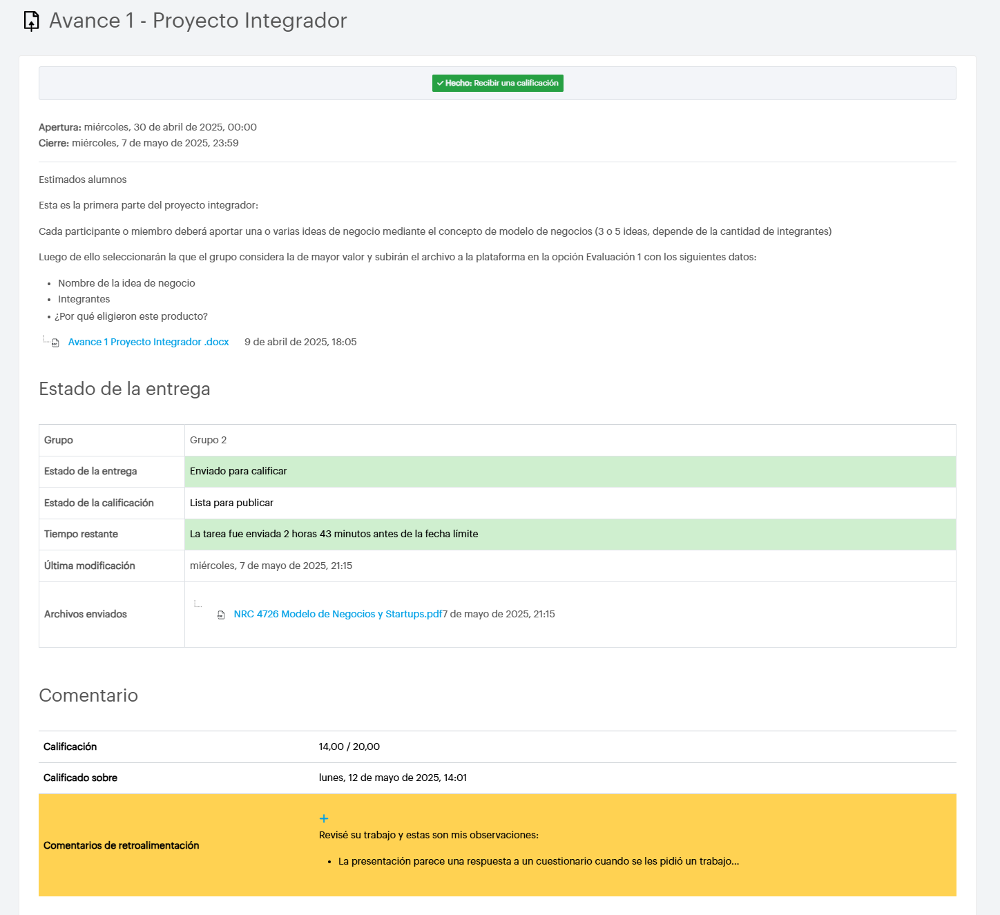 Avance 1 - Proyecto Integrador
Hecho: Recibir una calificación
Apertura: miércoles, 30 de abril de 2025, 00:00
Cierre: miércoles, 7 de mayo de 2025, 23:59
Estimados alumnos
Esta es la primera parte del proyecto integrador:
Cada participante o miembro deberá aportar una o varias ideas de negocio mediante el concepto de modelo de negocios (3 o 5 ideas, depende de la cantidad de integrantes)
Luego de ello seleccionarán la que el grupo considera la de mayor valor y subirán el archivo a la plataforma en la opción Evaluación 1 con los siguientes datos:
• Nombre de la idea de negocio
• Integrantes
• ¿Por qué eligieron este producto?
Avance 1 Proyecto Integrador .docx 9 de abril de 2025, 18:05
Estado de la entrega
Grupo Grupo 2
Estado de la entrega Enviado para calificar
Estado de la calificación Lista para publicar
Tiempo restante La tarea fue enviada 2 horas 43 minutos antes de la fecha límite
Última modificación miércoles, 7 de mayo de 2025, 21:15
Archivos enviados NRC 4726 Modelo de Negocios y Startups.pdf7 de mayo de 2025, 21:15
Comentario
Calificación 14,00 / 20,00
Calificado sobre lunes, 12 de mayo de 2025, 14:01
+
Revisé su trabajo y estas son mis observaciones:
Comentarios de retroalimentación
• La presentación parece una respuesta a un cuestionario cuando se les pidió un trabajo...